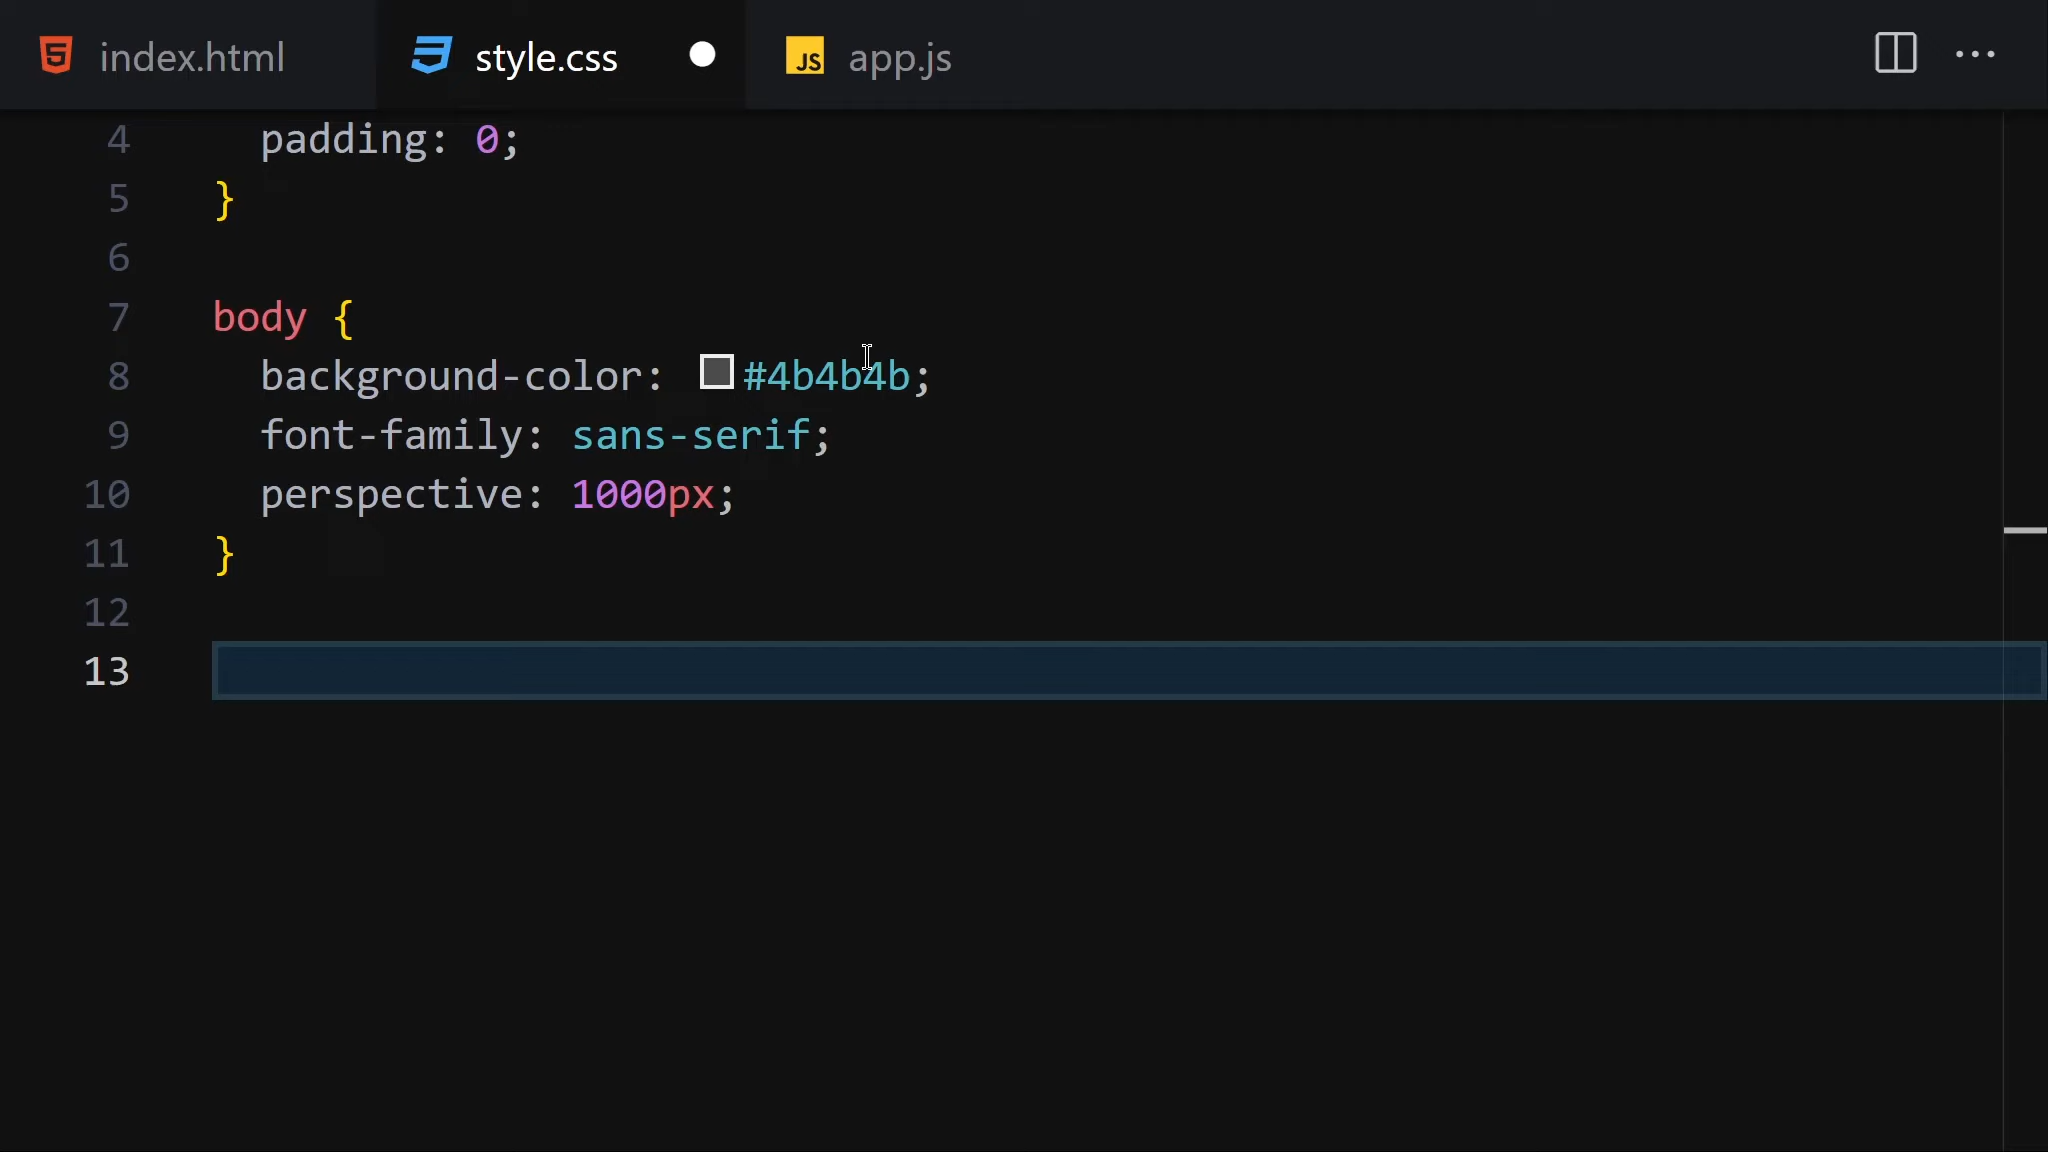 index.html style.css app.js
4 padding: 0;
5 }
6
7 body {
8 background-color: #4b4b4b;
9 font-family: sans-serif;
10 perspective: 1000px;
11 }
12
13